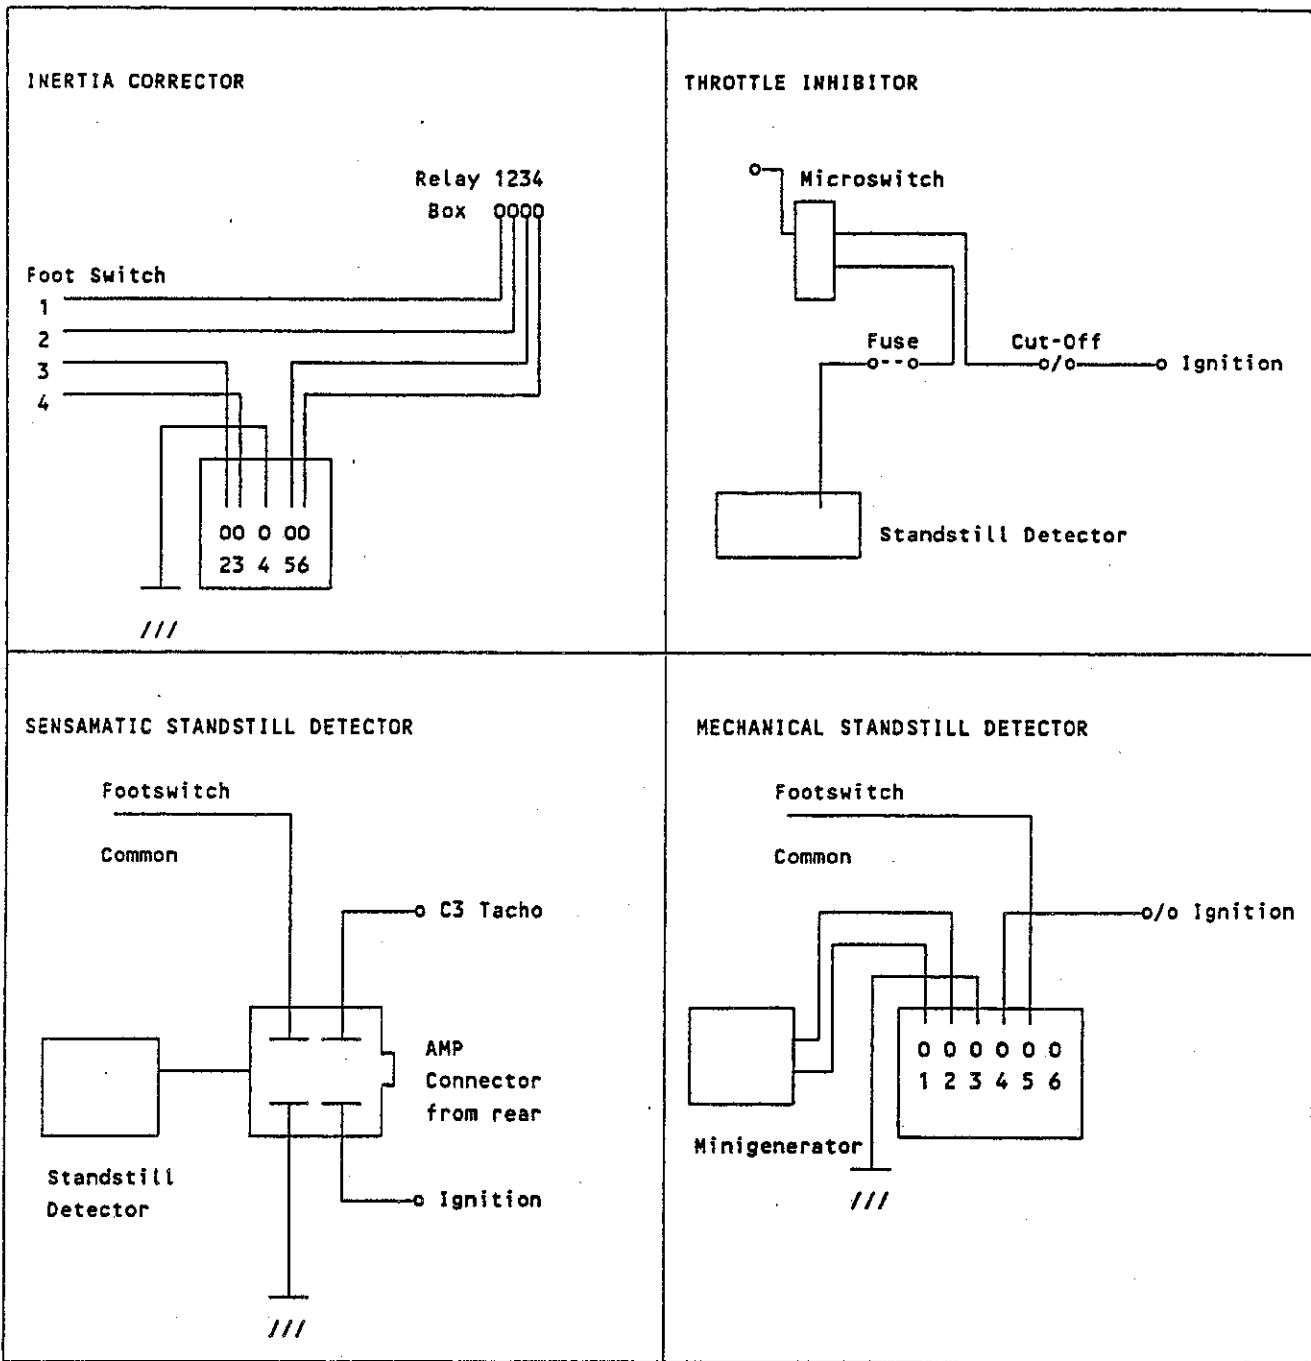 INERTIA CORRECTOR
Relay 1234
Box 0000
Foot Switch
1
2
3
4
00 0 00
23 4 56
///
THROTTLE INHIBITOR
Microswitch
Fuse
Cut-Off
o--o
o/o
o Ignition
Standstill Detector
SENSAMATIC STANDSTILL DETECTOR
Footswitch
Common
o C3 Tacho
AMP
Connector
from rear
Standstill
Detector
o Ignition
///
MECHANICAL STANDSTILL DETECTOR
Footswitch
Common
o/o Ignition
0 0 0 0 0 0
1 2 3 4 5 6
Minigenerator
///